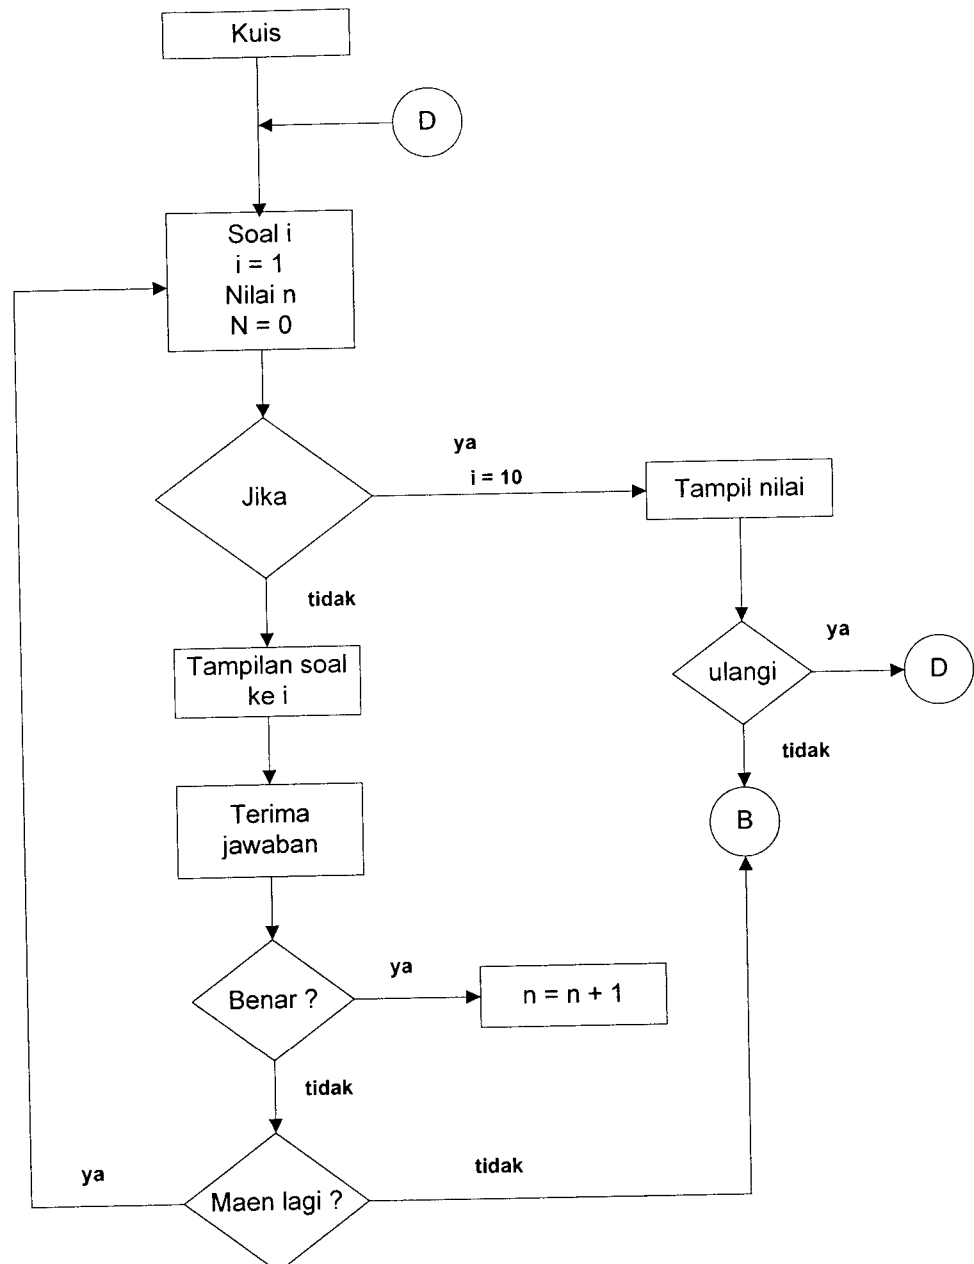 Kuis
D
Soal i
i = 1
Nilai n
N = 0
Jika
ya
i = 10
Tampil nilai
tidak
Tampilan soal
ke i
ulangi
ya
D
tidak
B
Terima
jawaban
Benar ?
ya
n = n + 1
tidak
Maen lagi ?
ya
tidak